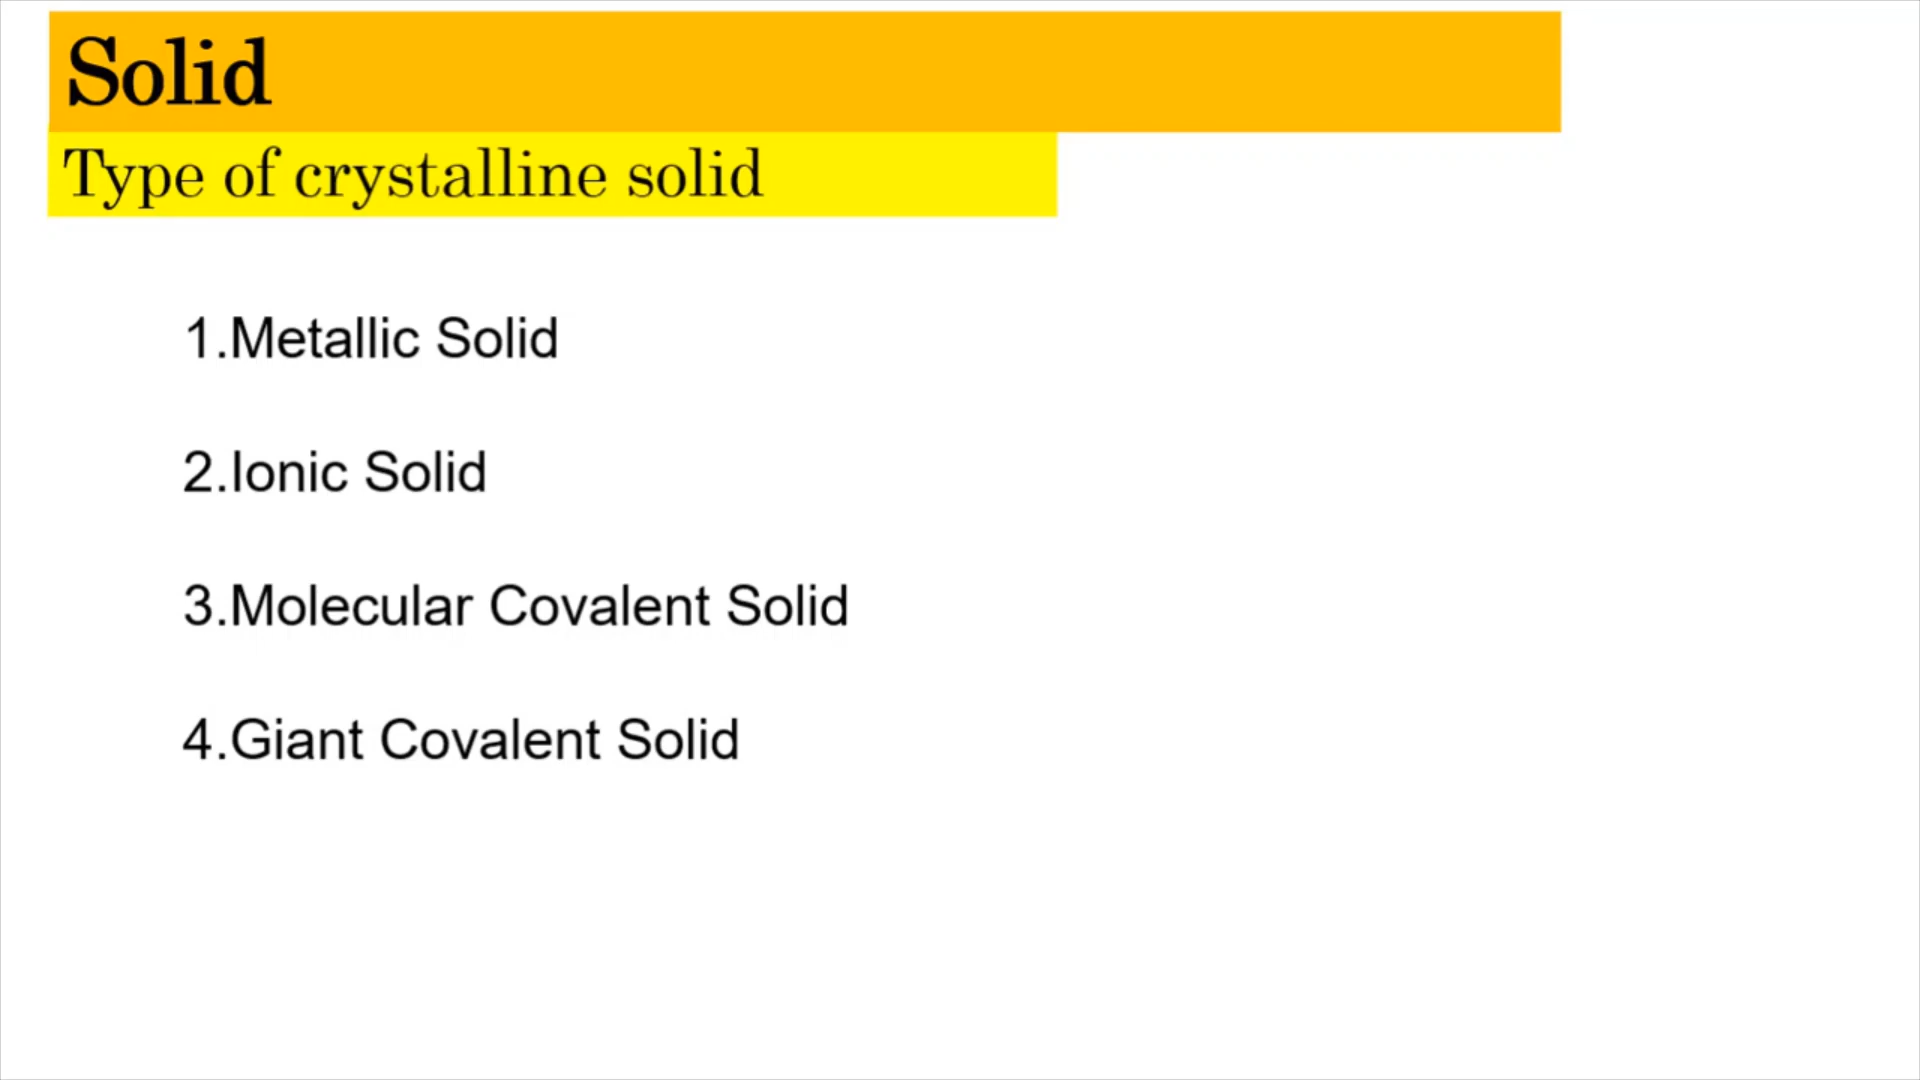 Solid
Type of crystalline solid
1.Metallic Solid
2.Ionic Solid
3.Molecular Covalent Solid
4.Giant Covalent Solid